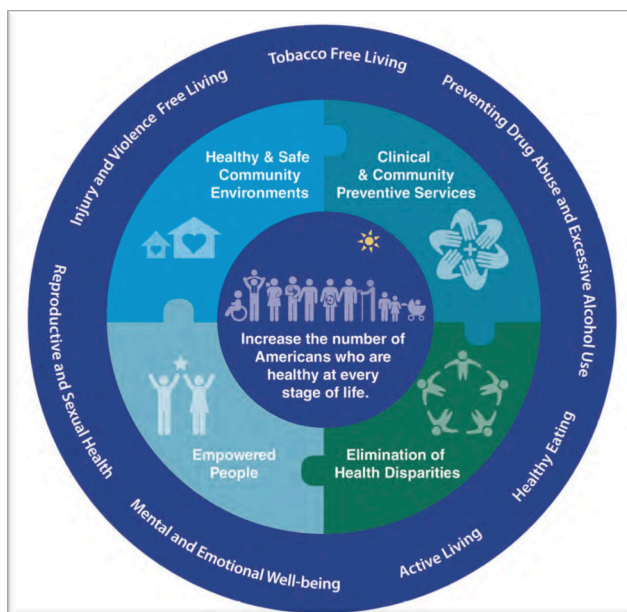 Tobacco Free Living
Preventing Drug Abuse and Excessive Alcohol Use
Healthy Eating
Active Living
Mental and Emotional Well-being
Reproductive and Sexual Health
Injury and Violence Free Living
Healthy & Safe
Community
Environments
Clinical
& Community
Preventive Services
Elimination of
Health Disparities
Empowered
People
Increase the number of
Americans who are
healthy at every
stage of life.